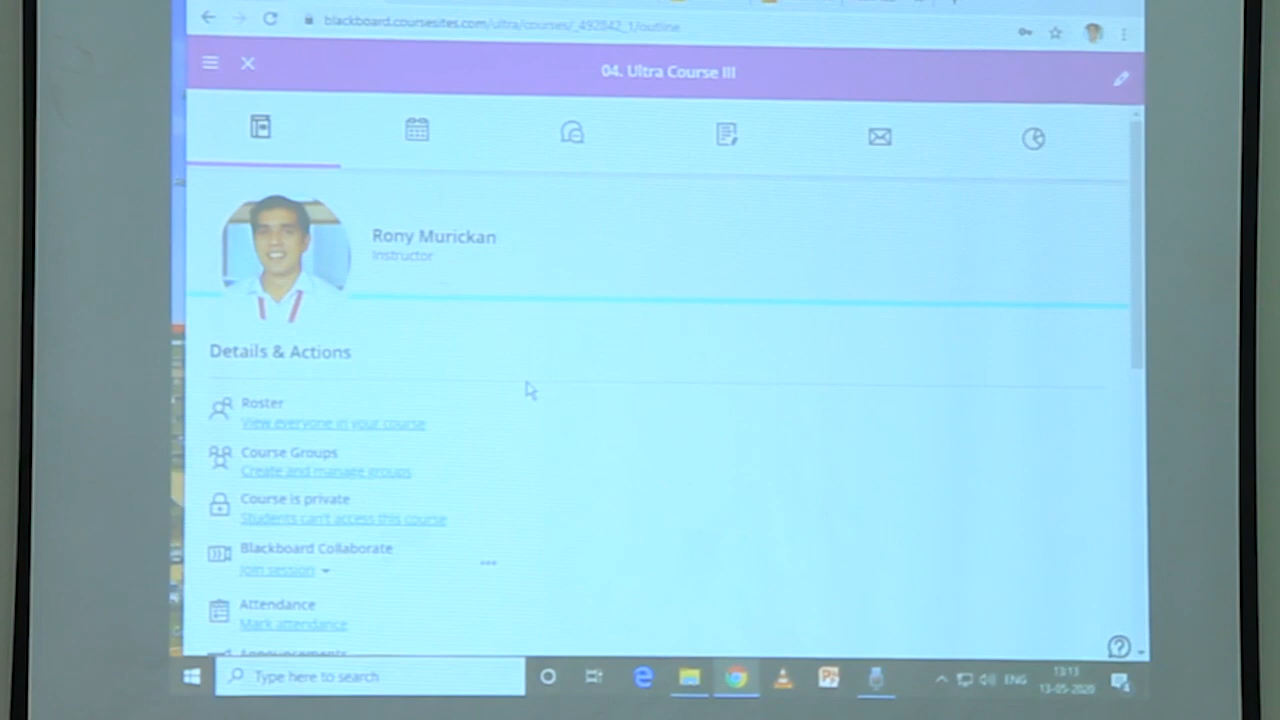 blackboard.coursesites.com/ultra/courses/_492842_1/outline
04. Ultra Course III
Rony Murickan
Instructor
Details & Actions
Roster
View everyone in your course
Course Groups
Create and manage groups
Course is private
Students can't access this course
Blackboard Collaborate
Join session
Attendance
Mark attendance
Announcements
Type here to search
ENG
13:13
13-05-2020